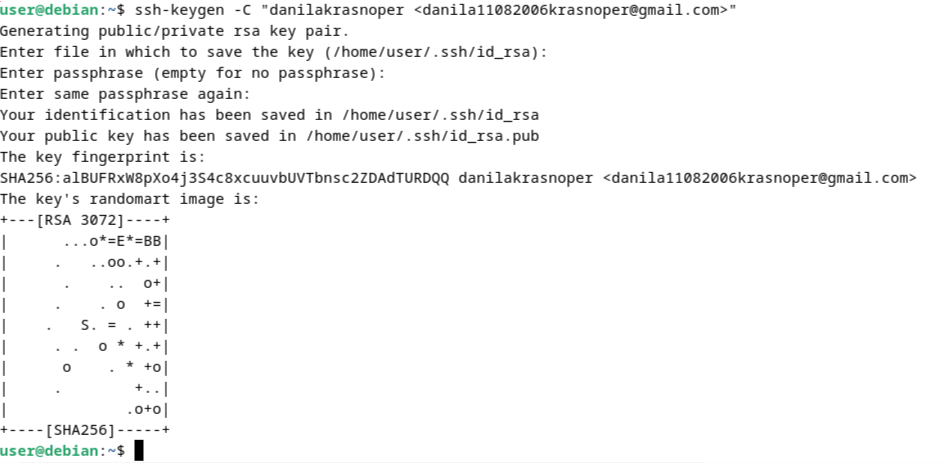 user@debian:~$ ssh-keygen -C "danilakrasnoper <danila11082006krasnoper@gmail.com>"
Generating public/private rsa key pair.
Enter file in which to save the key (/home/user/.ssh/id_rsa):
Enter passphrase (empty for no passphrase):
Enter same passphrase again:
Your identification has been saved in /home/user/.ssh/id_rsa
Your public key has been saved in /home/user/.ssh/id_rsa.pub
The key fingerprint is:
SHA256:alBUFRxW8pXo4j3S4c8xcuuvbUVTbnsc2ZDAdTURDQQ danilakrasnoper <danila11082006krasnoper@gmail.com>
The key's randomart image is:
+---[RSA 3072]----+
|      ...o*=E*=BB|
|     .   ..oo.+.+|
|      .    ..  o+|
|     .    . o  +=|
|    .   S. = . ++|
|     . .  o * +.+|
|      o    . * +o|
|     .        +..|
|             .o+o|
+----[SHA256]-----+
user@debian:~$